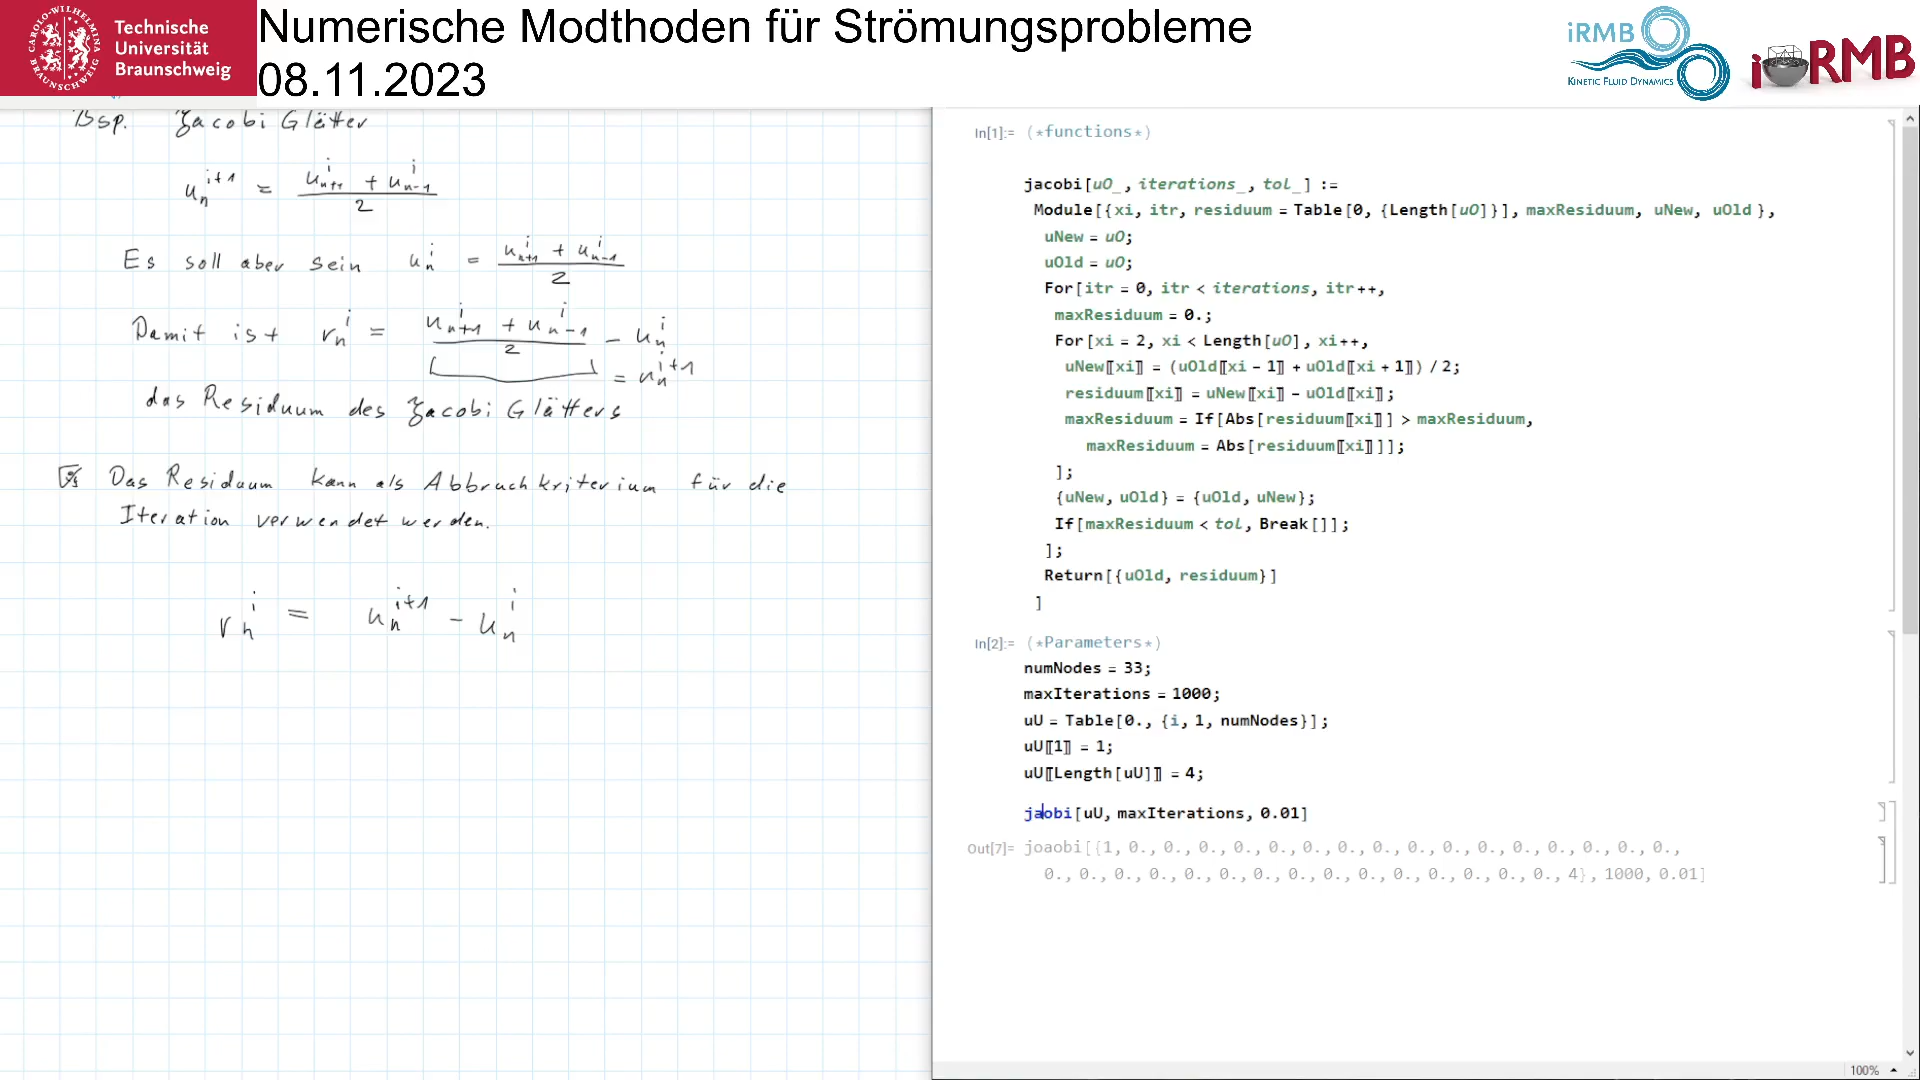 Technische
Universität
Braunschweig
Numerische Modthoden für Strömungsprobleme
08.11.2023
iRMB
KINETIC FLUID DYNAMICS
iRMB
Bsp. Jacobi Glätter
u_n^{i+1} = (u_{n+1}^i + u_{n-1}^i) / 2
Es soll aber sein u_n^i = (u_{n+1}^i + u_{n-1}^i) / 2
Damit ist r_n^i = (u_{n+1}^i + u_{n-1}^i) / 2 - u_n^i
= u_n^{i+1}
das Residuum des Jacobi Glätters
Das Residuum kann als Abbruchkriterium für die
Iteration verwendet werden.
r_n^i = u_n^{i+1} - u_n^i
In[1]:= (*functions*)
jacobi[uO_, iterations_, tol_] :=
Module[{xi, itr, residuum = Table[0, {Length[uO]}], maxResiduum, uNew, uOld },
uNew = uO;
uOld = uO;
For[itr = 0, itr < iterations, itr++,
maxResiduum = 0.;
For[xi = 2, xi < Length[uO], xi++,
uNew[[xi]] = (uOld[[xi - 1]] + uOld[[xi + 1]]) / 2;
residuum[[xi]] = uNew[[xi]] - uOld[[xi]];
maxResiduum = If[Abs[residuum[[xi]]] > maxResiduum,
maxResiduum = Abs[residuum[[xi]]]];
];
{uNew, uOld} = {uOld, uNew};
If[maxResiduum < tol, Break[]];
];
Return[{uOld, residuum}]
]
In[2]:= (*Parameters*)
numNodes = 33;
maxIterations = 1000;
uU = Table[0., {i, 1, numNodes}];
uU[[1]] = 1;
uU[[Length[uU]]] = 4;
jaobi[uU, maxIterations, 0.01]
Out[7]= joaobi[{1, 0., 0., 0., 0., 0., 0., 0., 0., 0., 0., 0., 0., 0., 0., 0., 0.,
0., 0., 0., 0., 0., 0., 0., 0., 0., 0., 0., 0., 0., 0., 0., 4}, 1000, 0.01]
100%